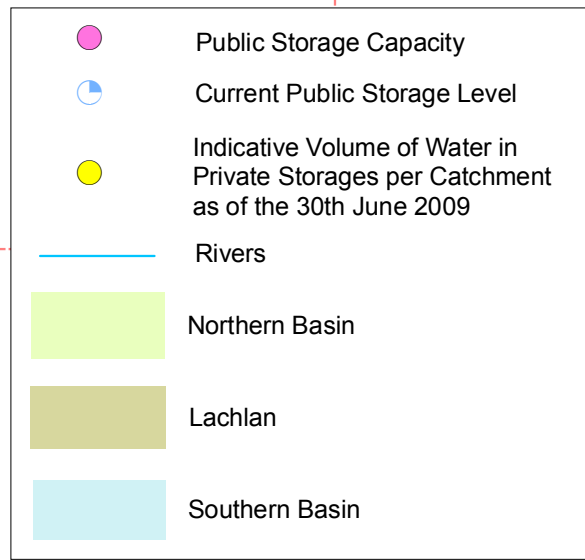 Public Storage Capacity
Current Public Storage Level
Indicative Volume of Water in
Private Storages per Catchment
as of the 30th June 2009
Rivers
Northern Basin
Lachlan
Southern Basin